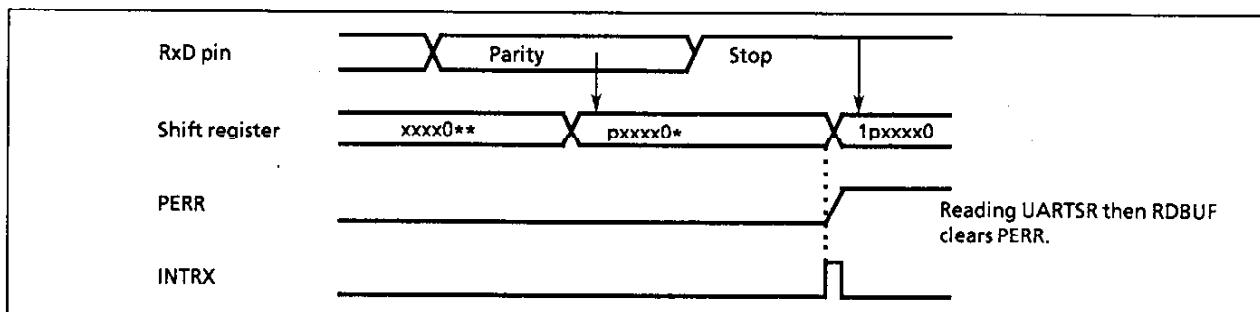 RxD pin
Parity
Stop
Shift register
xxxx0**
pxxxx0*
1pxxxx0
PERR
Reading UARTSR then RDBUF
clears PERR.
INTRX